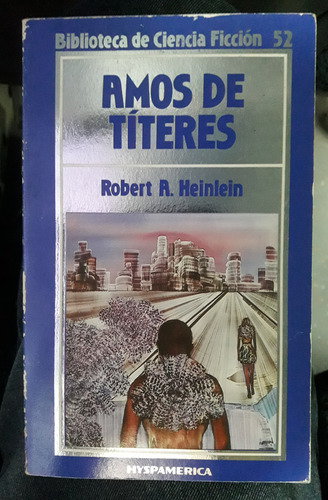 Biblioteca de Ciencia Ficción 52
AMOS DE
TÍTERES
Robert A. Heinlein
HYSPAMERICA